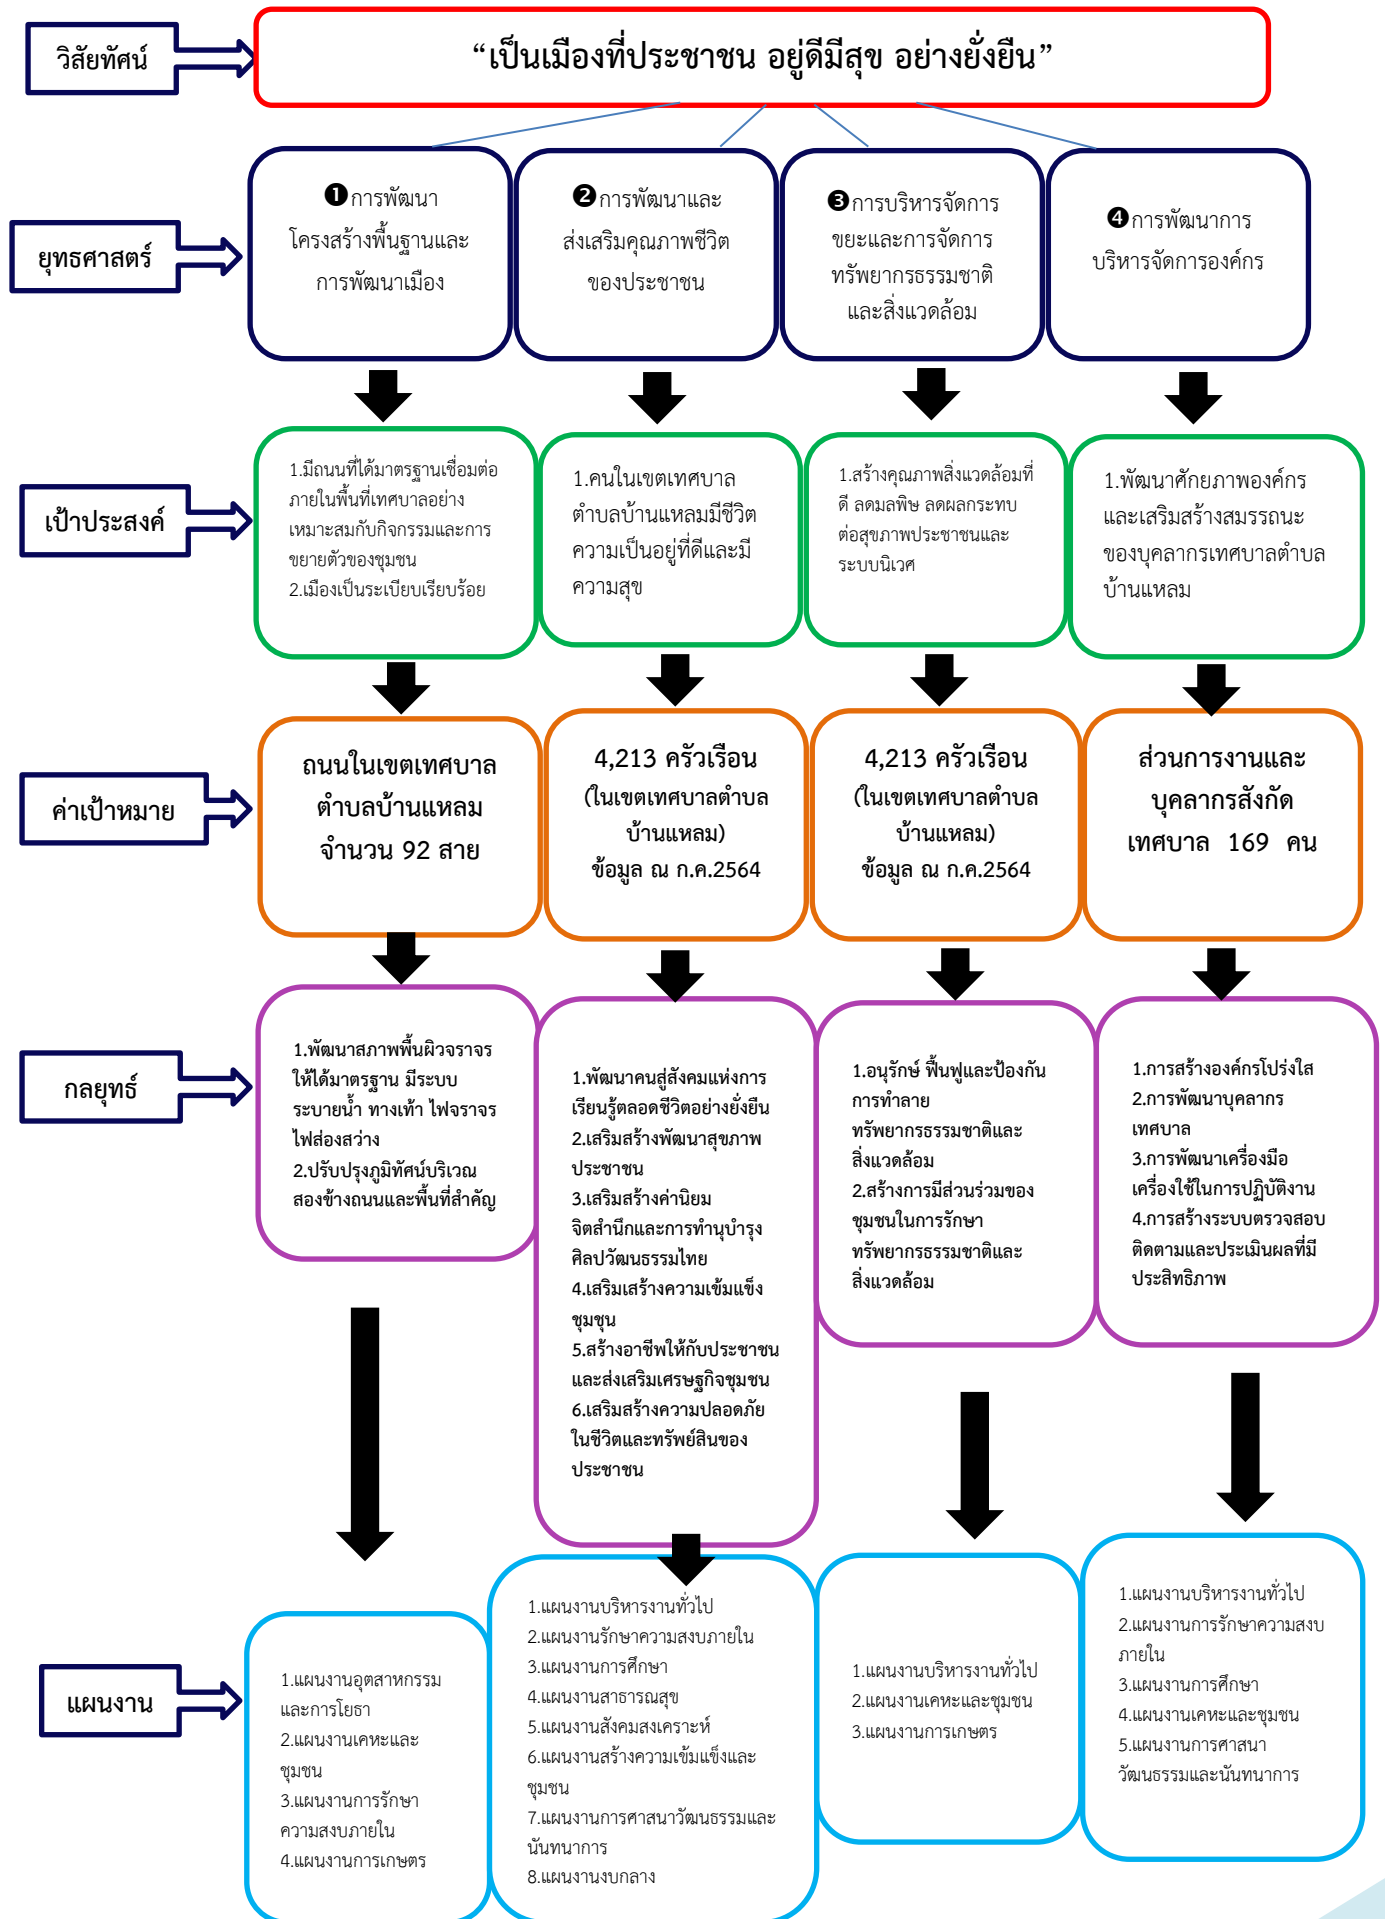 วิสัยทัศน์
“เป็นเมืองที่ประชาชน อยู่ดีมีสุข อย่างยั่งยืน”
ยุทธศาสตร์
❶การพัฒนา
โครงสร้างพื้นฐานและ
การพัฒนาเมือง
❷การพัฒนาและ
ส่งเสริมคุณภาพชีวิต
ของประชาชน
❸การบริหารจัดการ
ขยะและการจัดการ
ทรัพยากรธรรมชาติ
และสิ่งแวดล้อม
❹การพัฒนาการ
บริหารจัดการองค์กร
เป้าประสงค์
1.มีถนนที่ได้มาตรฐานเชื่อมต่อ
ภายในพื้นที่เทศบาลอย่าง
เหมาะสมกับกิจกรรมและการ
ขยายตัวของชุมชน
2.เมืองเป็นระเบียบเรียบร้อย
1.คนในเขตเทศบาล
ตำบลบ้านแหลมมีชีวิต
ความเป็นอยู่ที่ดีและมี
ความสุข
1.สร้างคุณภาพสิ่งแวดล้อมที่
ดี ลดมลพิษ ลดผลกระทบ
ต่อสุขภาพประชาชนและ
ระบบนิเวศ
1.พัฒนาศักยภาพองค์กร
และเสริมสร้างสมรรถนะ
ของบุคลากรเทศบาลตำบล
บ้านแหลม
ค่าเป้าหมาย
ถนนในเขตเทศบาล
ตำบลบ้านแหลม
จำนวน 92 สาย
4,213 ครัวเรือน
(ในเขตเทศบาลตำบล
บ้านแหลม)
ข้อมูล ณ ก.ค.2564
4,213 ครัวเรือน
(ในเขตเทศบาลตำบล
บ้านแหลม)
ข้อมูล ณ ก.ค.2564
ส่วนการงานและ
บุคลากรสังกัด
เทศบาล 169 คน
กลยุทธ์
1.พัฒนาสภาพพื้นผิวจราจร
ให้ได้มาตรฐาน มีระบบ
ระบายน้ำ ทางเท้า ไฟจราจร
ไฟส่องสว่าง
2.ปรับปรุงภูมิทัศน์บริเวณ
สองข้างถนนและพื้นที่สำคัญ
1.พัฒนาคนสู่สังคมแห่งการ
เรียนรู้ตลอดชีวิตอย่างยั่งยืน
2.เสริมสร้างพัฒนาสุขภาพ
ประชาชน
3.เสริมสร้างค่านิยม
จิตสำนึกและการทำนุบำรุง
ศิลปวัฒนธรรมไทย
4.เสริมเสร้างความเข้มแข็ง
ชุมชุน
5.สร้างอาชีพให้กับประชาชน
และส่งเสริมเศรษฐกิจชุมชน
6.เสริมสร้างความปลอดภัย
ในชีวิตและทรัพย์สินของ
ประชาชน
1.อนุรักษ์ ฟื้นฟูและป้องกัน
การทำลาย
ทรัพยากรธรรมชาติและ
สิ่งแวดล้อม
2.สร้างการมีส่วนร่วมของ
ชุมชนในการรักษา
ทรัพยากรธรรมชาติและ
สิ่งแวดล้อม
1.การสร้างองค์กรโปร่งใส
2.การพัฒนาบุคลากร
เทศบาล
3.การพัฒนาเครื่องมือ
เครื่องใช้ในการปฏิบัติงาน
4.การสร้างระบบตรวจสอบ
ติดตามและประเมินผลที่มี
ประสิทธิภาพ
แผนงาน
1.แผนงานอุตสาหกรรม
และการโยธา
2.แผนงานเคหะและ
ชุมชน
3.แผนงานการรักษา
ความสงบภายใน
4.แผนงานการเกษตร
1.แผนงานบริหารงานทั่วไป
2.แผนงานรักษาความสงบภายใน
3.แผนงานการศึกษา
4.แผนงานสาธารณสุข
5.แผนงานสังคมสงเคราะห์
6.แผนงานสร้างความเข้มแข็งและ
ชุมชน
7.แผนงานการศาสนาวัฒนธรรมและ
นันทนาการ
8.แผนงานงบกลาง
1.แผนงานบริหารงานทั่วไป
2.แผนงานเคหะและชุมชน
3.แผนงานการเกษตร
1.แผนงานบริหารงานทั่วไป
2.แผนงานการรักษาความสงบ
ภายใน
3.แผนงานการศึกษา
4.แผนงานเคหะและชุมชน
5.แผนงานการศาสนา
วัฒนธรรมและนันทนาการ